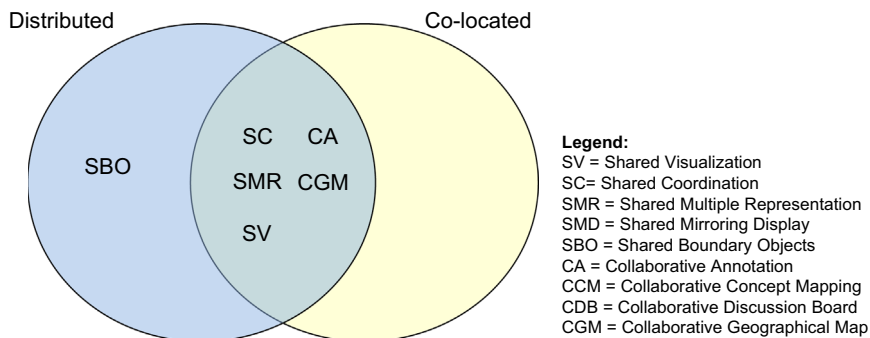 Distributed
Co-located
SC CA
SBO
SMR CGM
SV
Legend:
SV = Shared Visualization
SC= Shared Coordination
SMR = Shared Multiple Representation
SMD = Shared Mirroring Display
SBO = Shared Boundary Objects
CA = Collaborative Annotation
CCM = Collaborative Concept Mapping
CDB = Collaborative Discussion Board
CGM = Collaborative Geographical Map